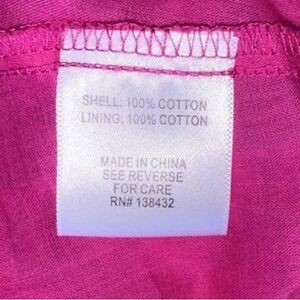 SHELL: 100% COTTON
LINING: 100% COTTON
MADE IN CHINA
SEE REVERSE
FOR CARE
RN# 138432